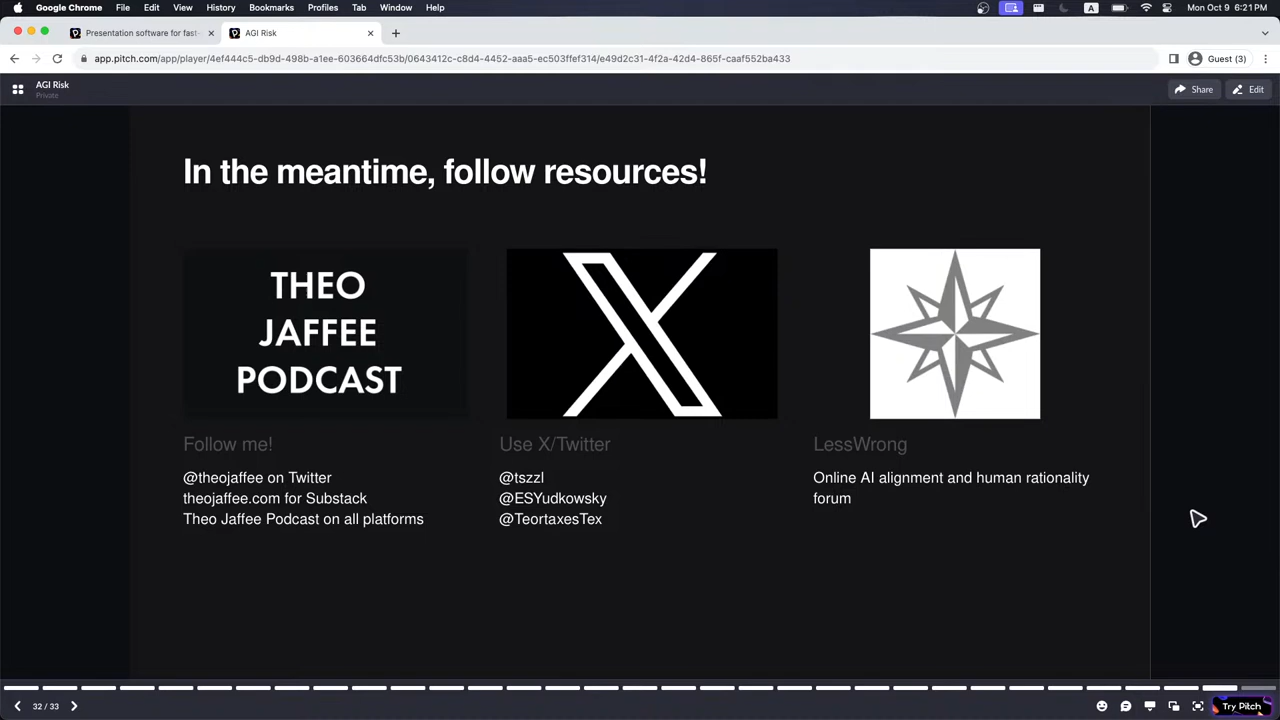 Google Chrome File Edit View History Bookmarks Profiles Tab Window Help A Mon Oct 9 6:21 PM
Presentation software for fast- AGI Risk
app.pitch.com/app/player/4ef444c5-db9d-498b-a1ee-603664dfc53b/0643412c-c8d4-4452-aaa5-ec503ffef314/e49d2c31-4f2a-42d4-865f-caaf552ba433 Guest (3)
AGI Risk
Private
Share Edit
In the meantime, follow resources!
THEO
JAFFEE
PODCAST
Follow me!
@theojaffee on Twitter
theojaffee.com for Substack
Theo Jaffee Podcast on all platforms
Use X/Twitter
@tszzl
@ESYudkowsky
@TeortaxesTex
LessWrong
Online AI alignment and human rationality
forum
32 / 33
Try Pitch